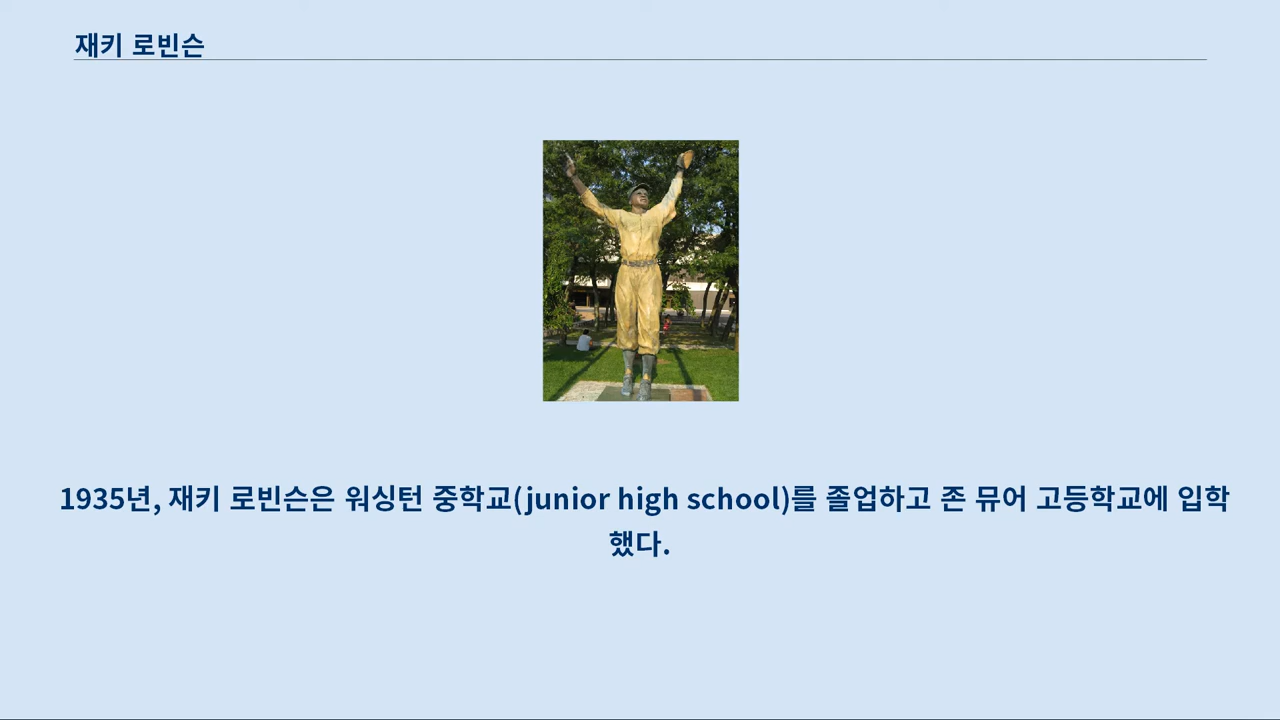 재키 로빈슨
1935년, 재키 로빈슨은 워싱턴 중학교(junior high school)를 졸업하고 존 뮤어 고등학교에 입학
했다.